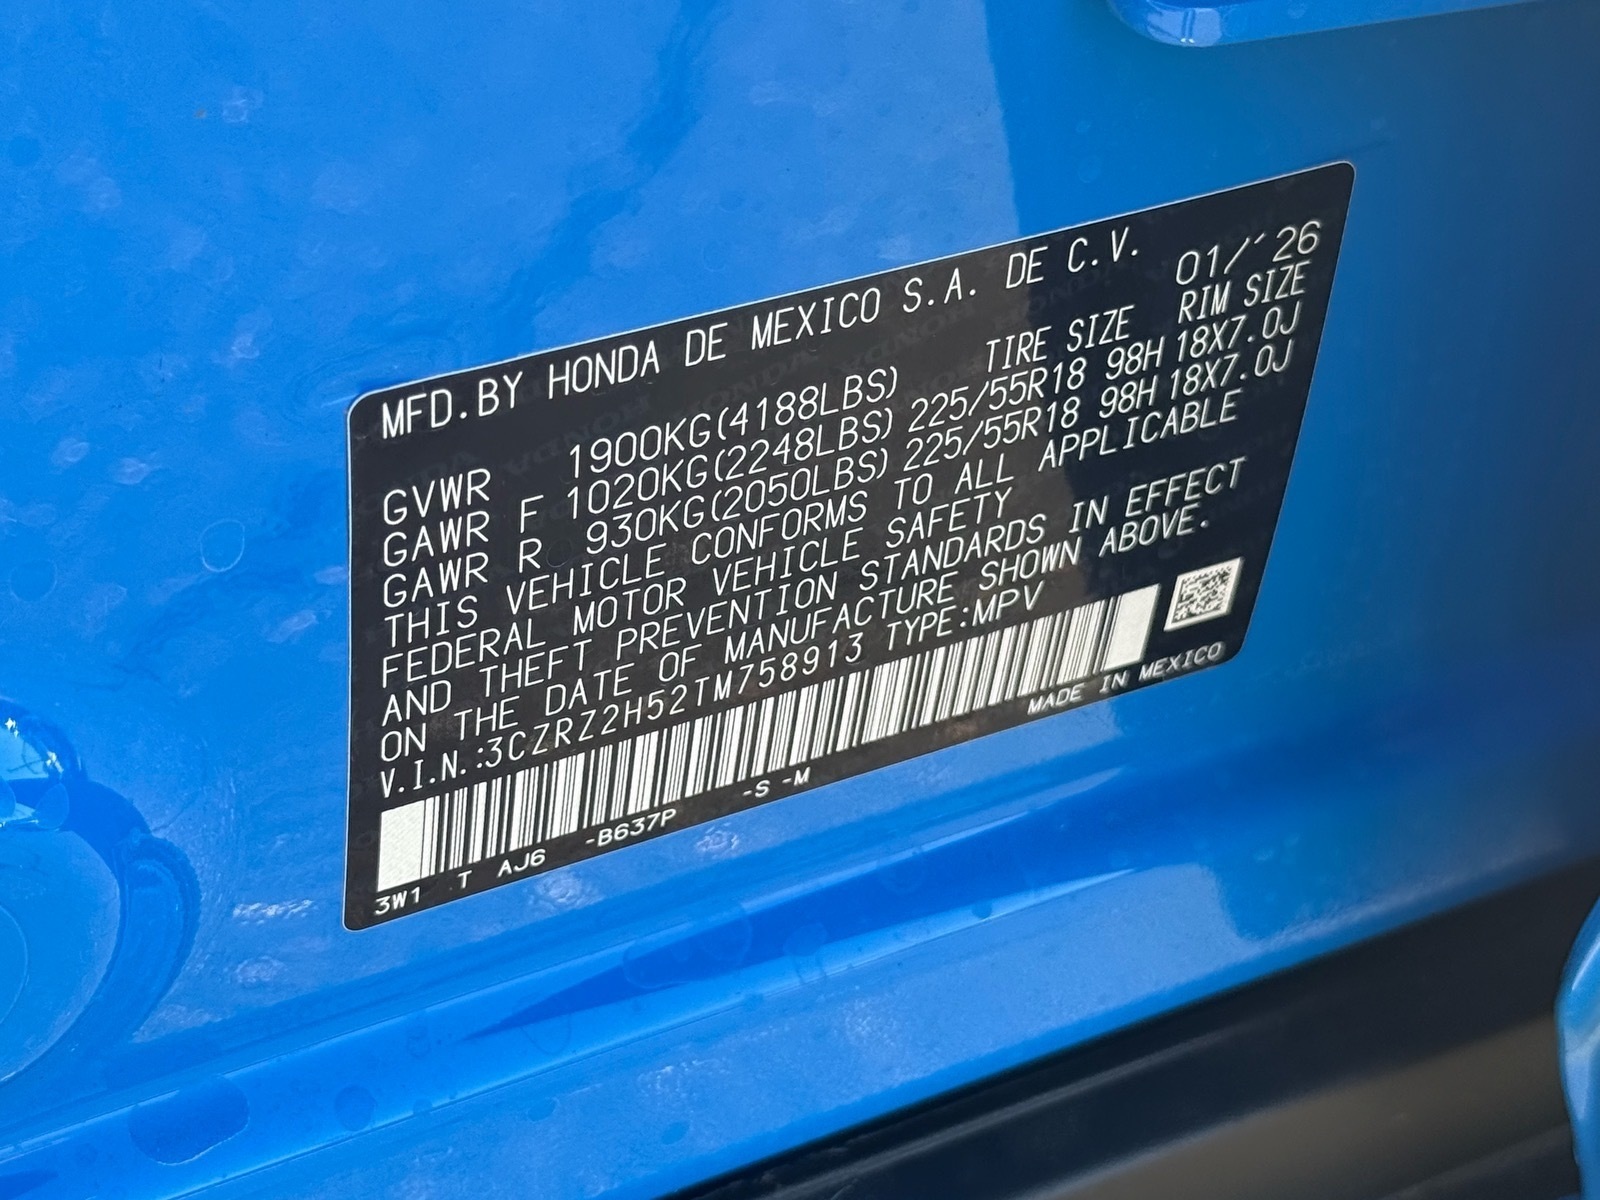 MFD.BY HONDA DE MEXICO S.A. DE C.V. 01/´26
TIRE SIZE RIM SIZE
GVWR 1900KG(4188LBS)
GAWR F 1020KG(2248LBS) 225/55R18 98H 18X7.0J
GAWR R 930KG(2050LBS) 225/55R18 98H 18X7.0J
THIS VEHICLE CONFORMS TO ALL APPLICABLE
FEDERAL MOTOR VEHICLE SAFETY
AND THEFT PREVENTION STANDARDS IN EFFECT
ON THE DATE OF MANUFACTURE SHOWN ABOVE.
V.I.N.:3CZRZ2H52TM758913 TYPE:MPV
MADE IN MEXICO
3W1 T AJ6 -B637P -S -M